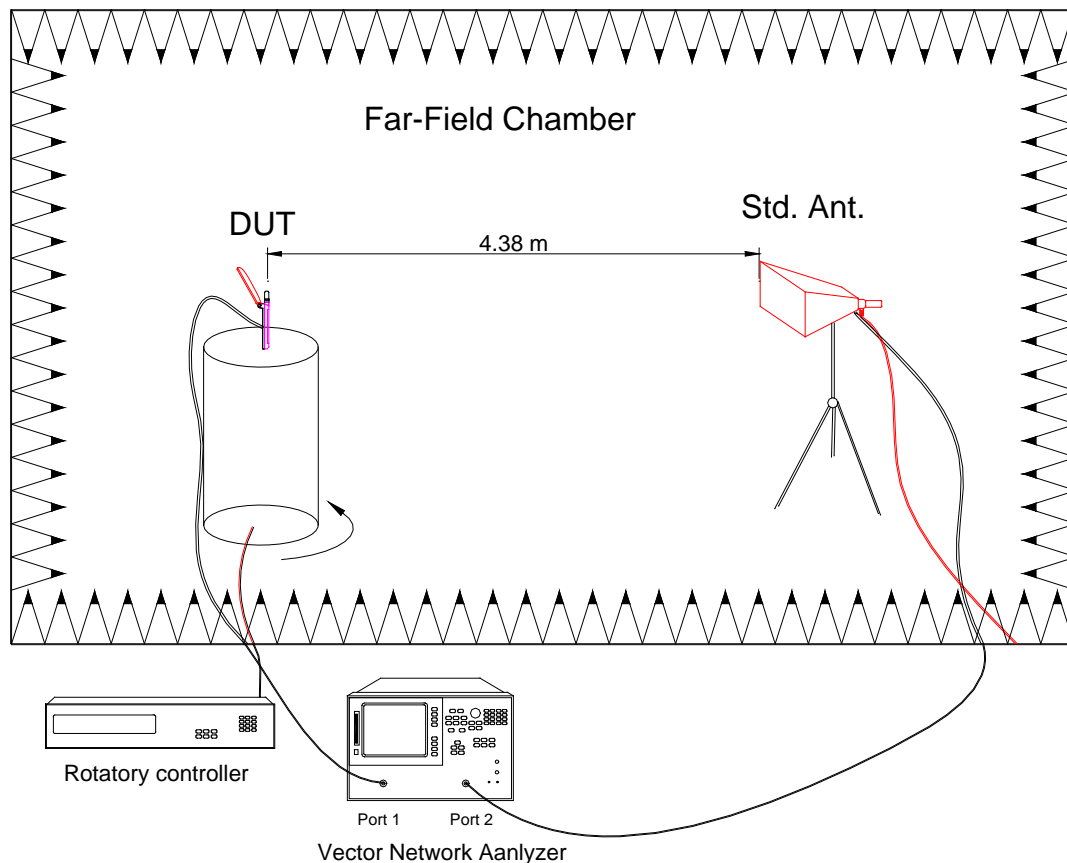 Far-Field Chamber
DUT
Std. Ant.
4.38 m
Rotatory controller
Port 1
Port 2
Vector Network Aanlyzer